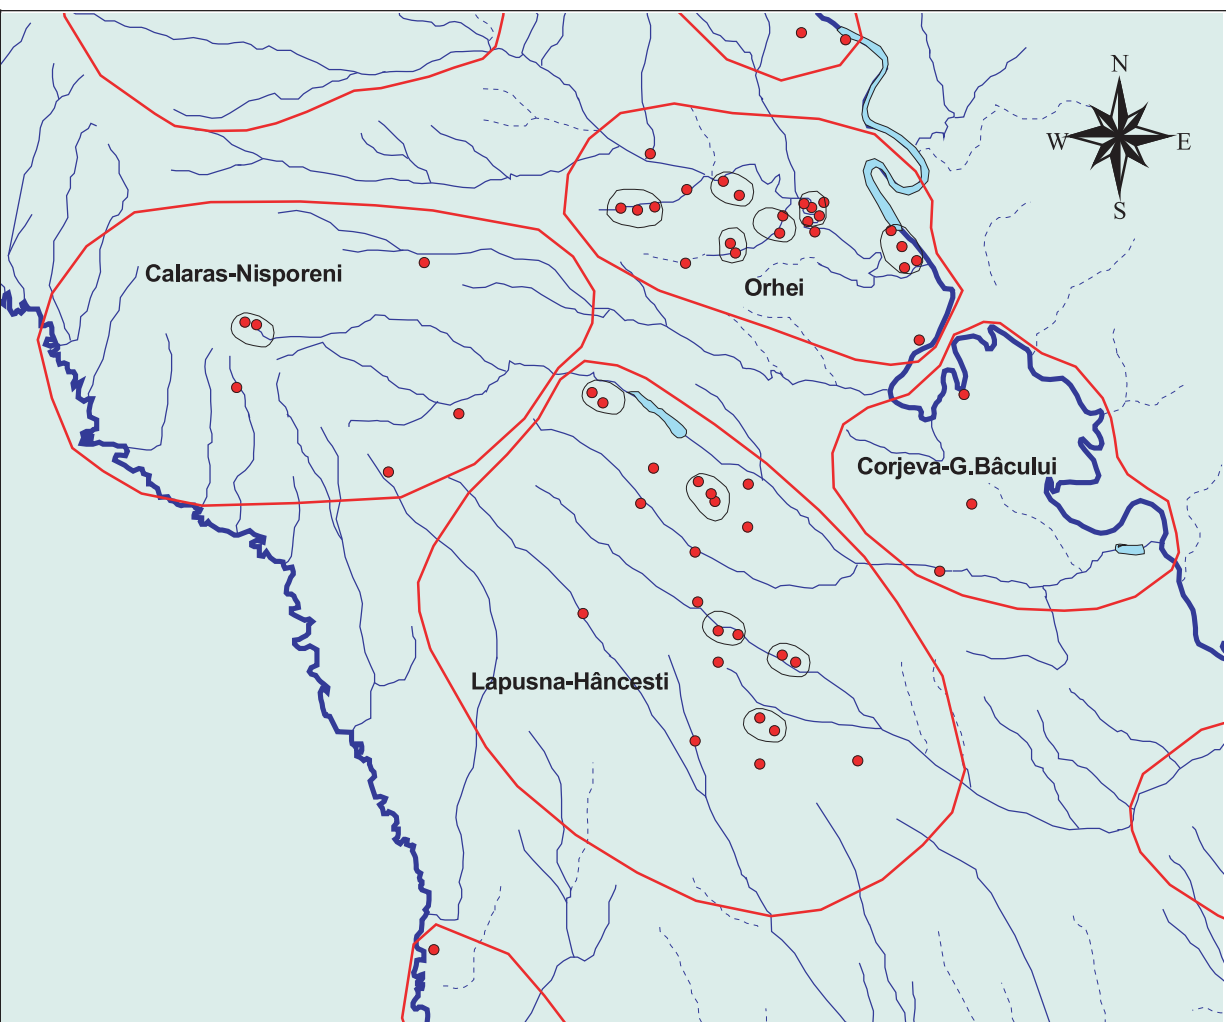 N
W E
S
Calaras-Nisporeni
Orhei
Corjeva-G.Bâcului
Lapusna-Hâncesti